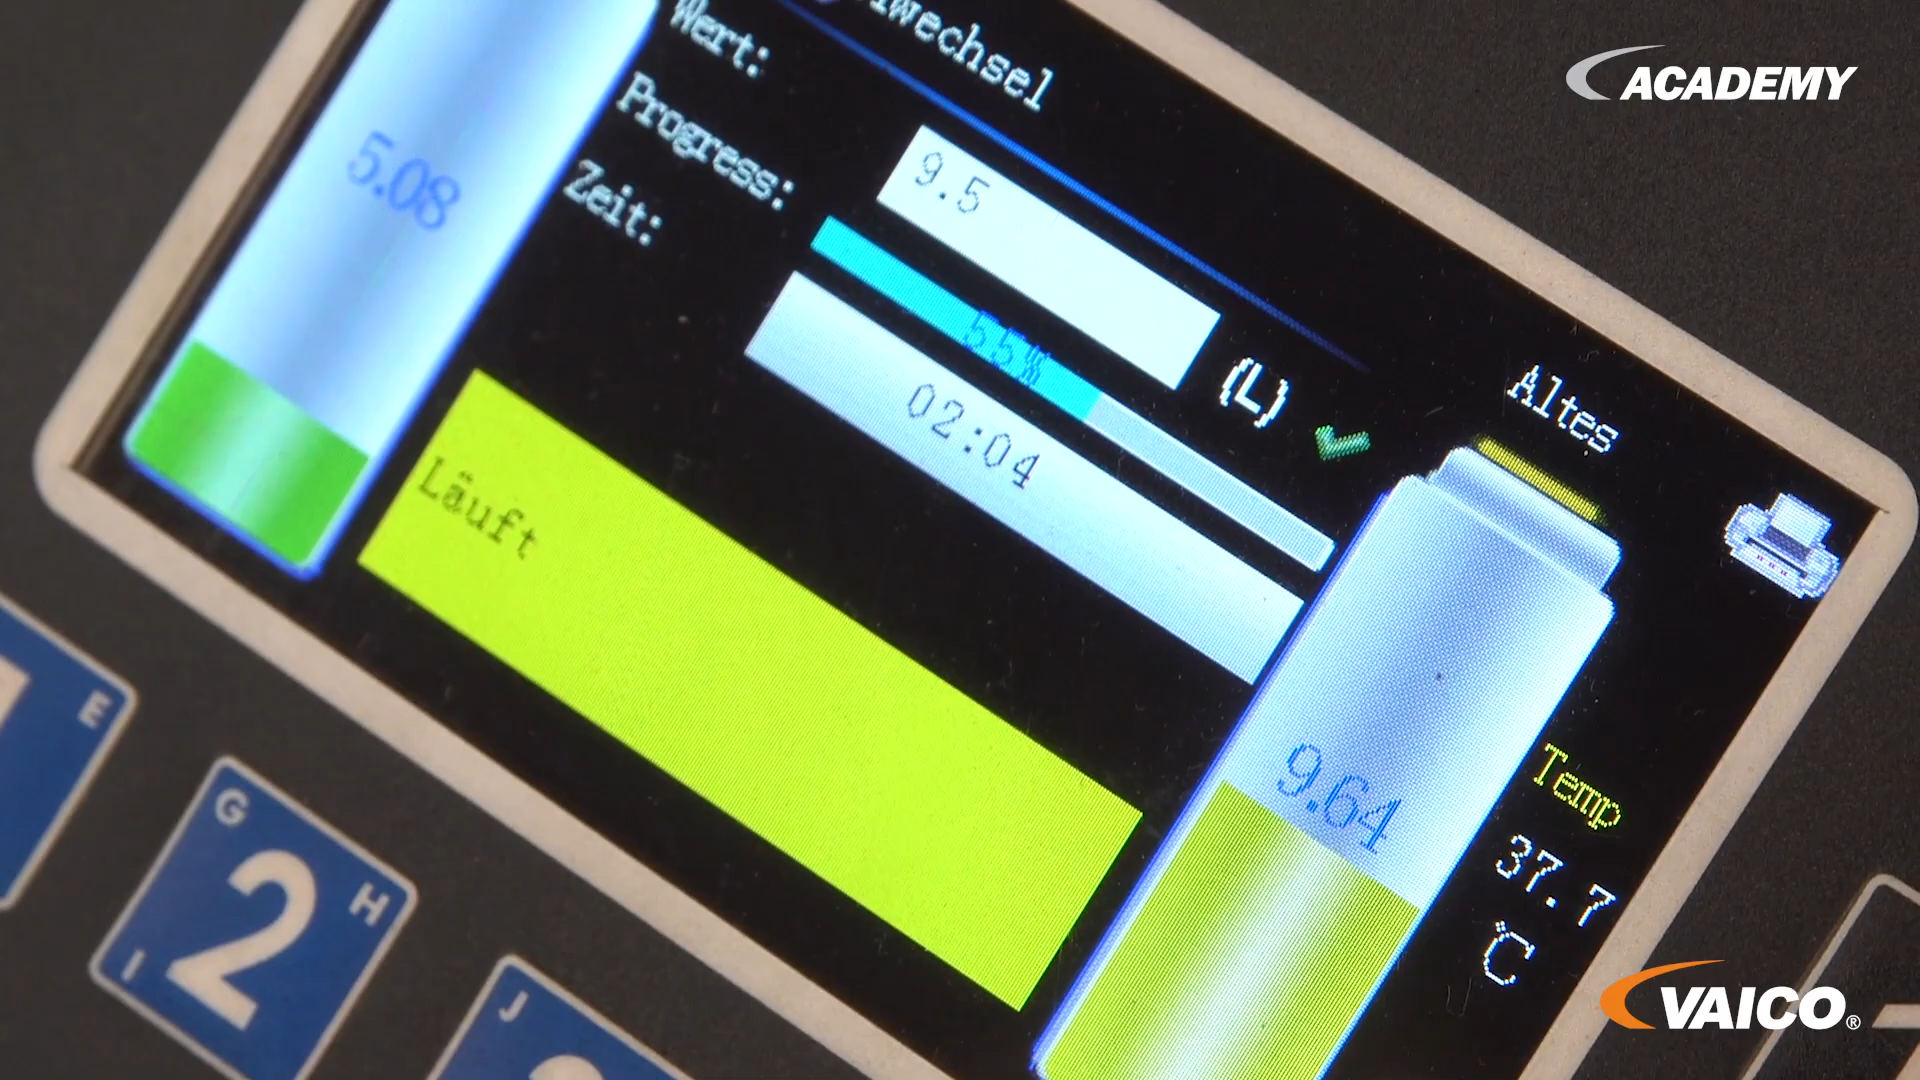 ACADEMY
wechsel
Wert:
9.5
(L)
Progress:
55%
Zeit:
02:04
5.08
Läuft
Altes
9.64
Temp
37.7
C
E
G
H
2
I
J
VAICO®